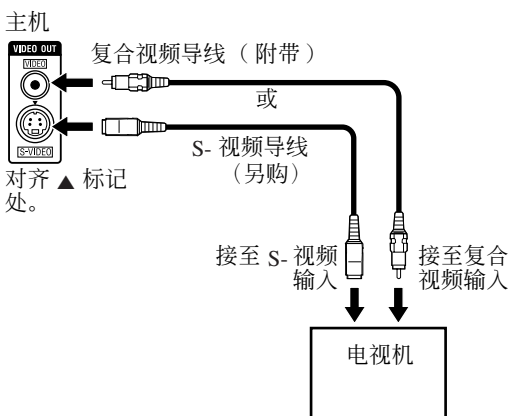 主机
VIDEO OUT
VIDEO
S-VIDEO
复合视频导线（附带）
或
S- 视频导线
（另购）
对齐 ▲ 标记
处。
接至 S- 视频
输入
接至复合
视频输入
电视机